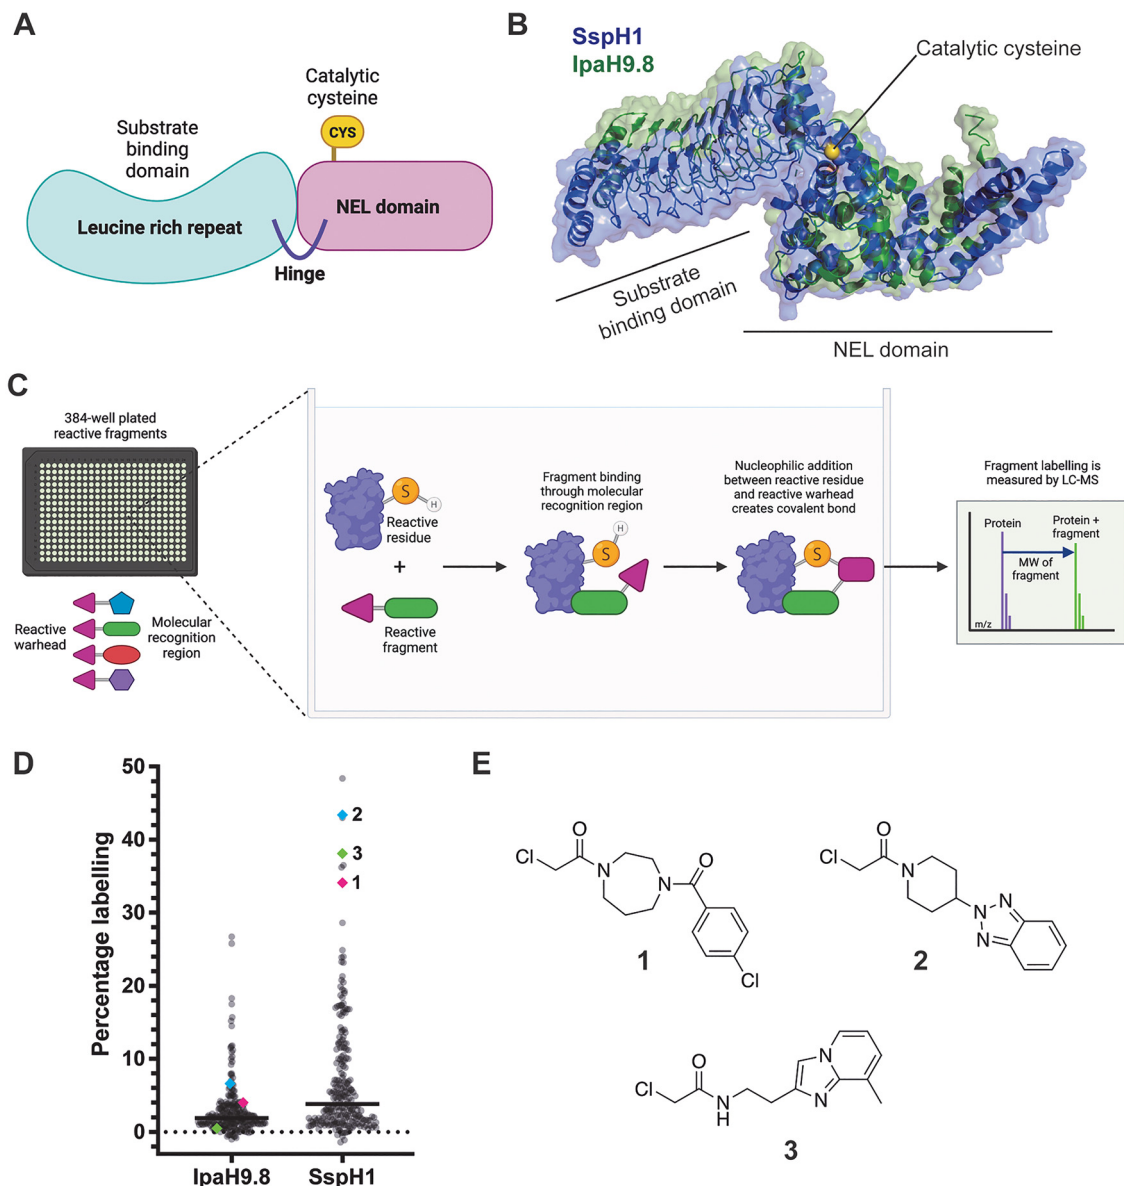 A
Catalytic
cysteine
CYS
Substrate
binding
domain
Leucine rich repeat
NEL domain
Hinge
B
SspH1
IpaH9.8
Catalytic cysteine
Substrate
binding domain
NEL domain
C
384-well plated
reactive fragments
Reactive
warhead
Molecular
recognition
region
S
H
Reactive
residue
+
Reactive
fragment
Fragment binding
through molecular
recognition region
H
S
Nucleophilic addition
between reactive residue
and reactive warhead
creates covalent bond
S
Fragment labelling is
measured by LC-MS
Protein
Protein +
fragment
MW of
fragment
m/z
D
Percentage labelling
50
40
30
20
10
0
2
3
1
IpaH9.8
SspH1
E
O
Cl
N
N
O
Cl
1
O
Cl
N
N
N
N
2
O
Cl
N
H
N
N
3